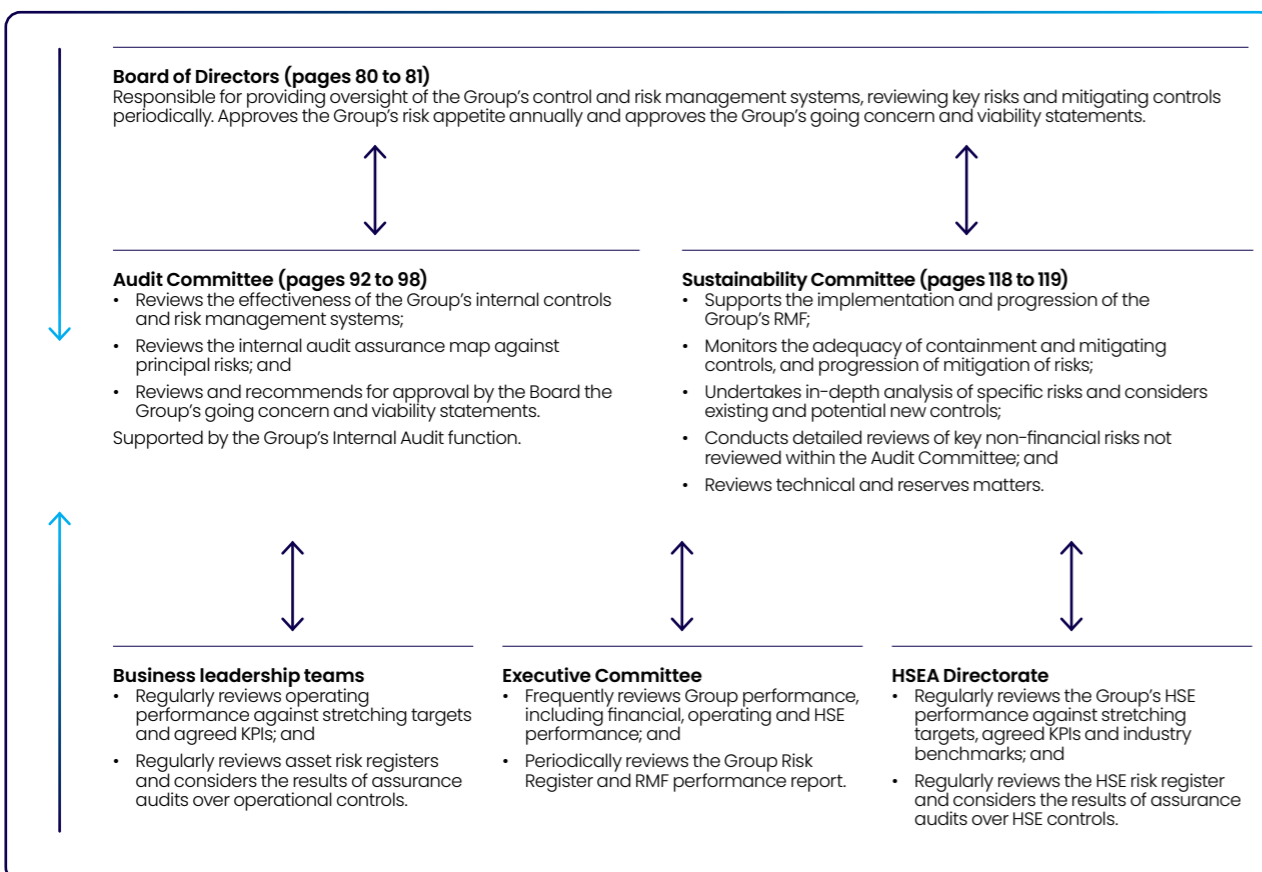 Board of Directors (pages 80 to 81)
Responsible for providing oversight of the Group's control and risk management systems, reviewing key risks and mitigating controls
periodically. Approves the Group's risk appetite annually and approves the Group's going concern and viability statements.
Audit Committee (pages 92 to 98)
• Reviews the effectiveness of the Group's internal controls
and risk management systems;
• Reviews the internal audit assurance map against
principal risks; and
• Reviews and recommends for approval by the Board the
Group's going concern and viability statements.
Supported by the Group's Internal Audit function.
Sustainability Committee (pages 118 to 119)
• Supports the implementation and progression of the
Group's RMF;
• Monitors the adequacy of containment and mitigating
controls, and progression of mitigation of risks;
• Undertakes in-depth analysis of specific risks and considers
existing and potential new controls;
• Conducts detailed reviews of key non-financial risks not
reviewed within the Audit Committee; and
• Reviews technical and reserves matters.
Business leadership teams
• Regularly reviews operating
performance against stretching targets
and agreed KPIs; and
• Regularly reviews asset risk registers
and considers the results of assurance
audits over operational controls.
Executive Committee
• Frequently reviews Group performance,
including financial, operating and HSE
performance; and
• Periodically reviews the Group Risk
Register and RMF performance report.
HSEA Directorate
• Regularly reviews the Group's HSE
performance against stretching
targets, agreed KPIs and industry
benchmarks; and
• Regularly reviews the HSE risk register
and considers the results of assurance
audits over HSE controls.